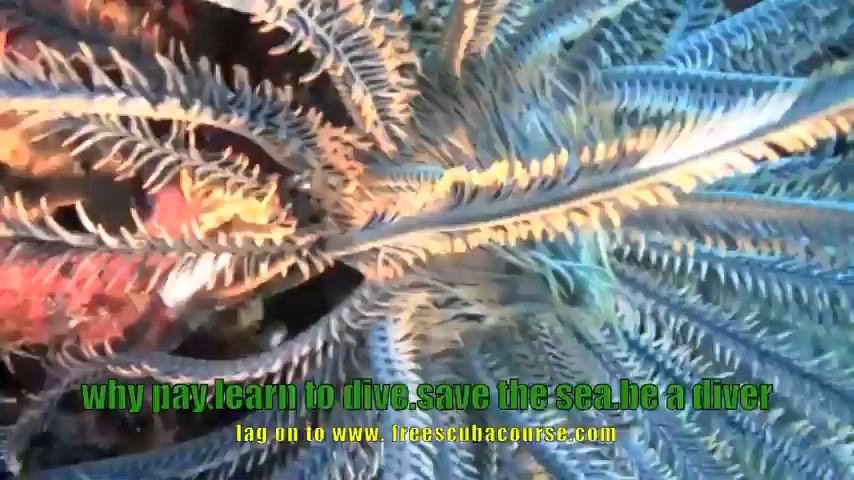 why pay.learn to dive.save the sea.be a diver
lag on to www. freescubacourse.com